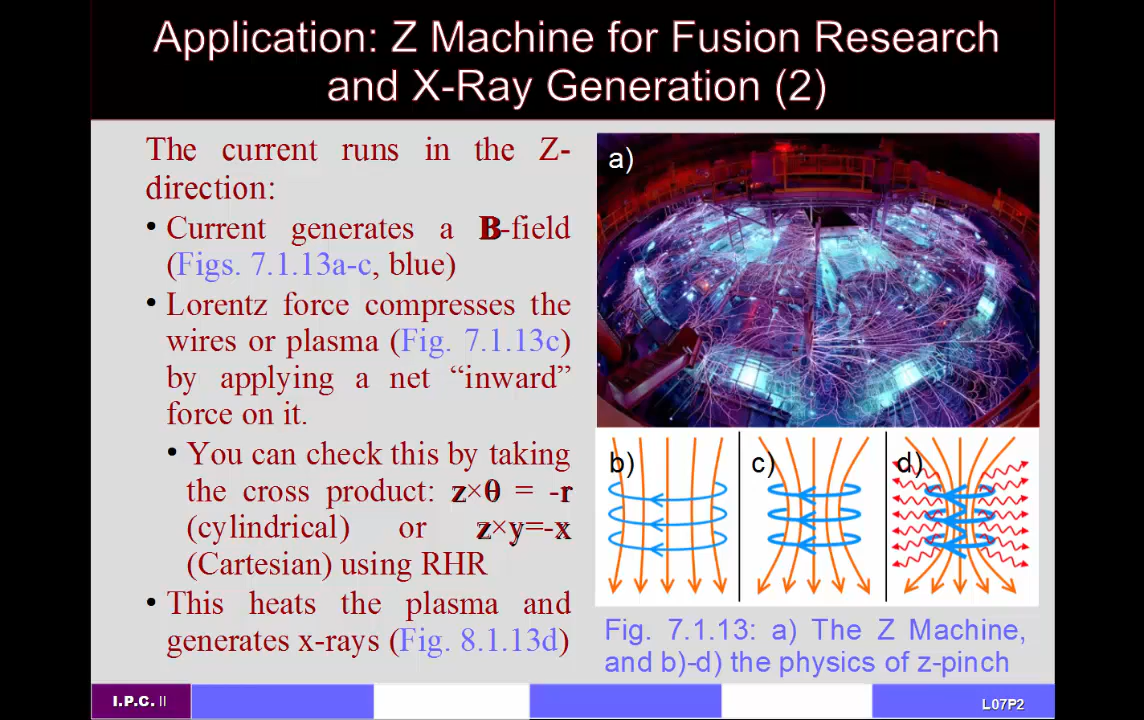 Application: Z Machine for Fusion Research
and X-Ray Generation (2)
The current runs in the Z-
direction:
• Current generates a B-field
(Figs. 7.1.13a-c, blue)
• Lorentz force compresses the
wires or plasma (Fig. 7.1.13c)
by applying a net “inward”
force on it.
• You can check this by taking
the cross product: z×θ = -r
(cylindrical) or z×y=-x
(Cartesian) using RHR
• This heats the plasma and
generates x-rays (Fig. 8.1.13d)
a)
b)
c)
d)
Fig. 7.1.13: a) The Z Machine,
and b)-d) the physics of z-pinch
I.P.C. II
L07P2